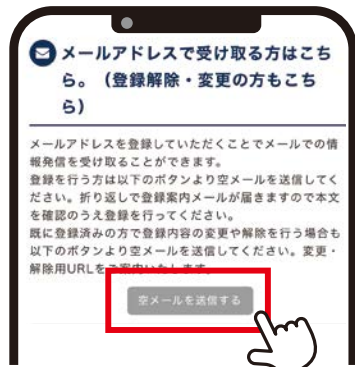 メールアドレスで受け取る方はこち
ら。（登録解除・変更の方もこち
ら）
メールアドレスを登録していただくことでメールでの情
報発信を受け取ることができます。
登録を行う方は以下のボタンより空メールを送信してく
ださい。折り返しで登録案内メールが届きますので本文
を確認のうえ登録を行ってください。
既に登録済みの方で登録内容の変更や解除を行う場合も
以下のボタンより空メールを送信してください。変更・
解除用URLをご案内いたします。
空メールを送信する